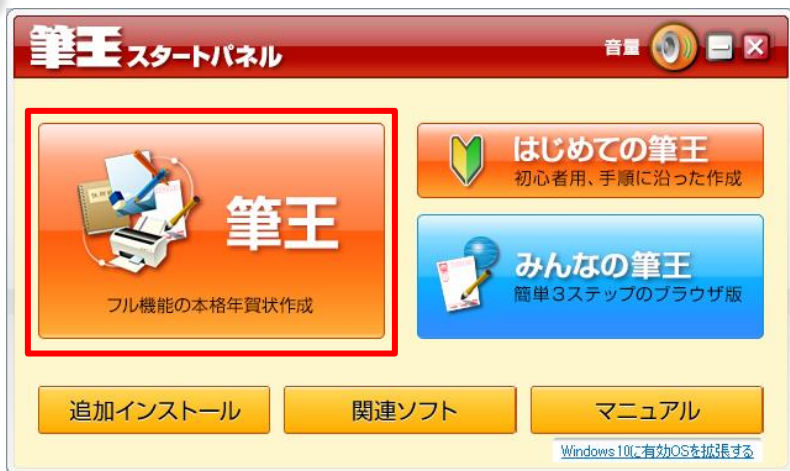 筆王 スタートパネル
音量
筆王
フル機能の本格年賀状作成
はじめての筆王
初心者用、手順に沿った作成
みんなの筆王
簡単3ステップのブラウザ版
追加インストール
関連ソフト
マニュアル
Windows10に有効OSを拡張する